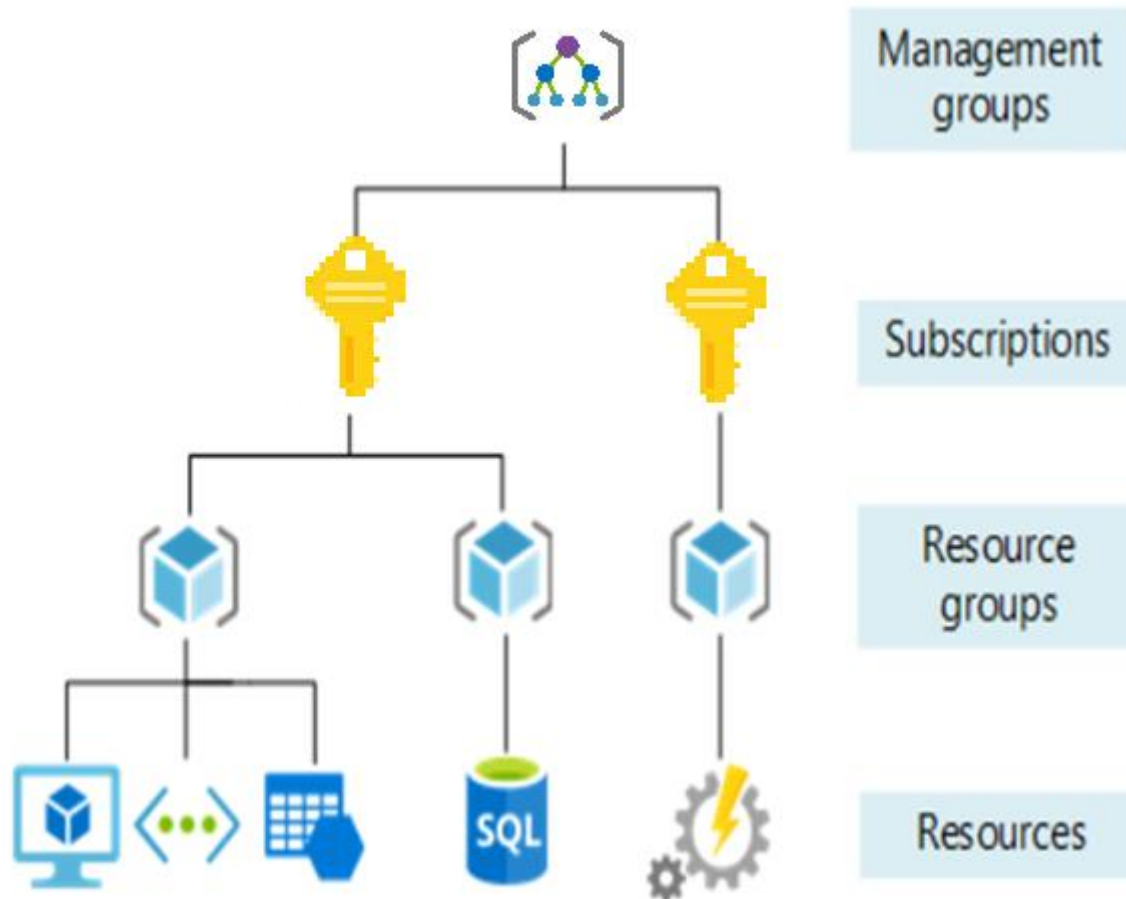 Management
groups
Subscriptions
Resource
groups
SQL
Resources